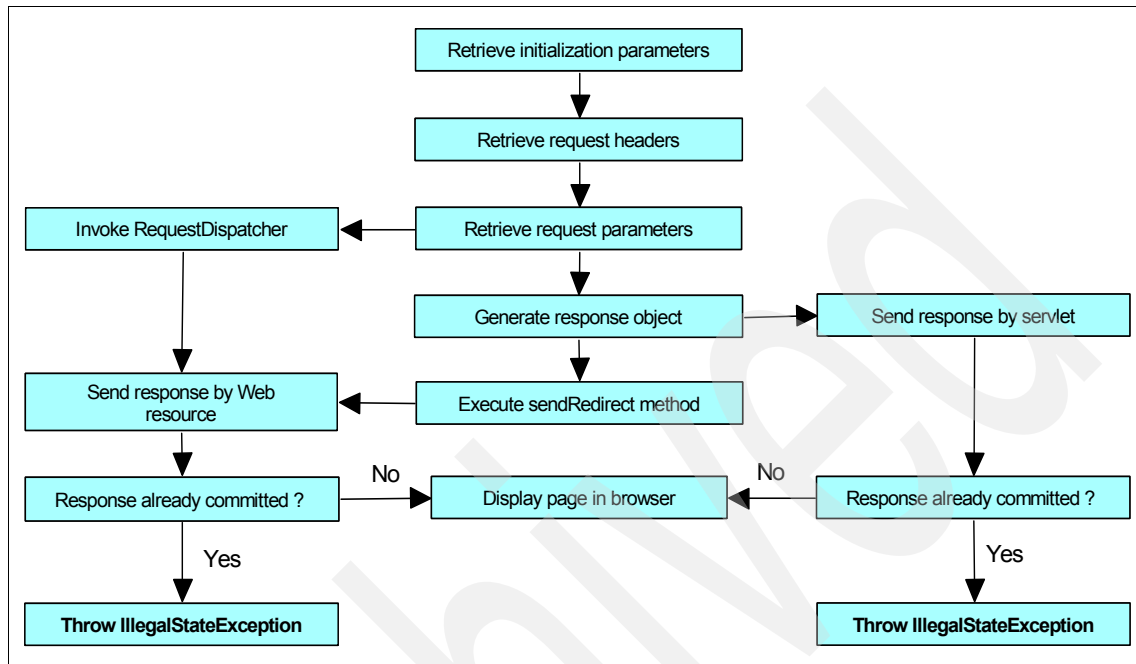 Retrieve initialization parameters
Retrieve request headers
Invoke RequestDispatcher
Retrieve request parameters
Generate response object
Send response by servlet
Send response by Web
resource
Execute sendRedirect method
No
No
Response already committed ?
Display page in browser
Response already committed ?
Yes
Yes
Throw IllegalStateException
Throw IllegalStateException
hived